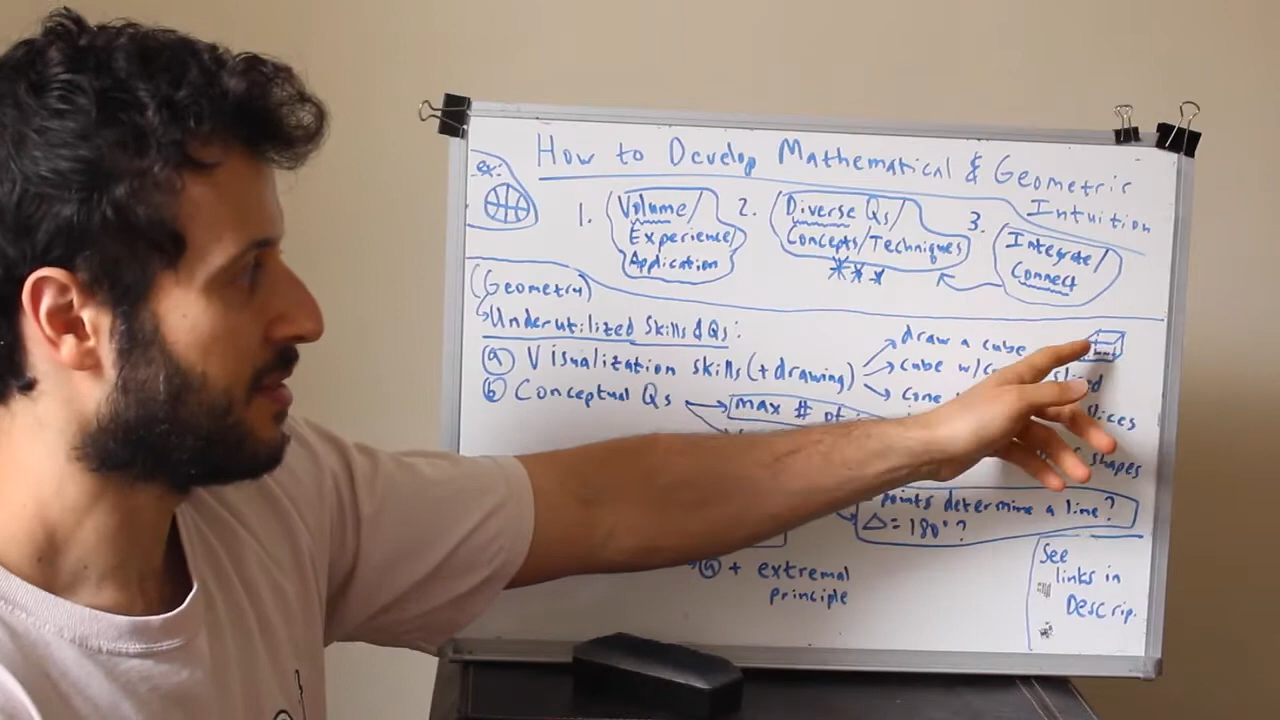 How to Develop Mathematical & Geometric
Intuition
ex:
1. Volume/
Experience/
Application
2. Diverse Qs/
Concepts/Techniques
***
3. Integrate/
Connect
Geometry
Underutilized Skills & Qs:
(a) Visualization skills (+ drawing)
draw a cube
cube w/
sliced
slices
(b) Conceptual Qs
max # of
shapes
points determine a line?
△ = 180°?
(a) + extremal
principle
See
links in
Descrip.